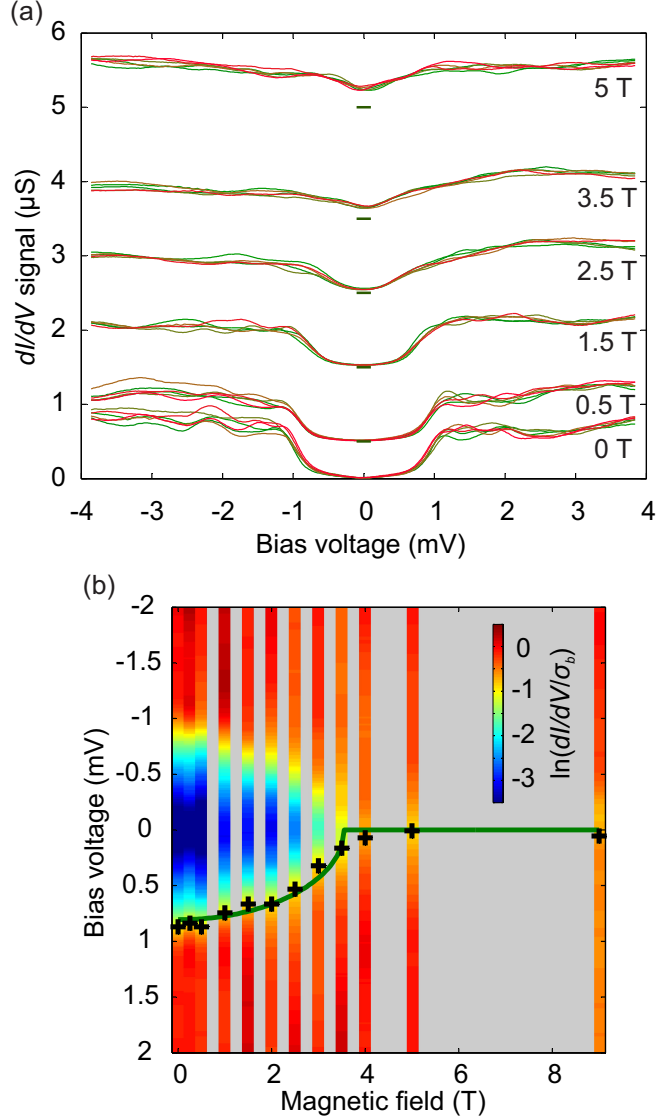 (a)
6
5
4
3
2
1
0
dI/dV signal (µS)
5 T
3.5 T
2.5 T
1.5 T
0.5 T
0 T
-4 -3 -2 -1 0 1 2 3 4
Bias voltage (mV)
(b)
-2
-1.5
-1
-0.5
0
0.5
1
1.5
2
Bias voltage (mV)
0
-1
-2
-3
ln(dI/dV/σb)
0 2 4 6 8
Magnetic field (T)